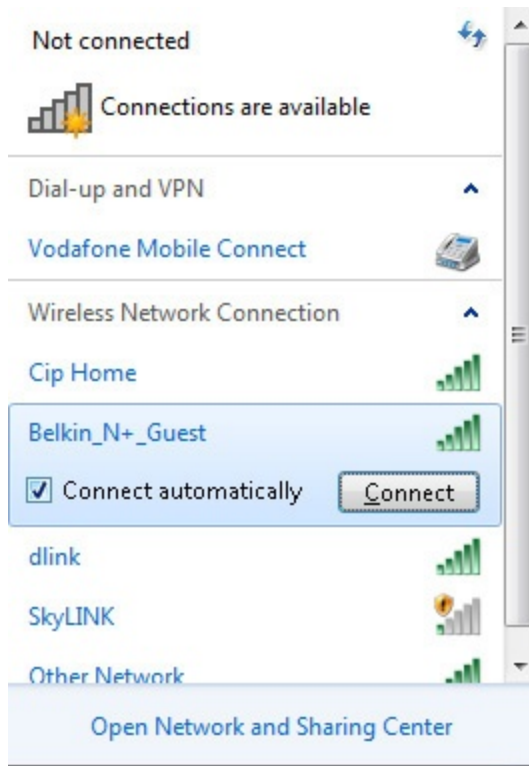 Not connected
Connections are available
Dial-up and VPN
Vodafone Mobile Connect
Wireless Network Connection
Cip Home
Belkin_N+_Guest
Connect automatically Connect
dlink
SkyLINK
Other Network
Open Network and Sharing Center